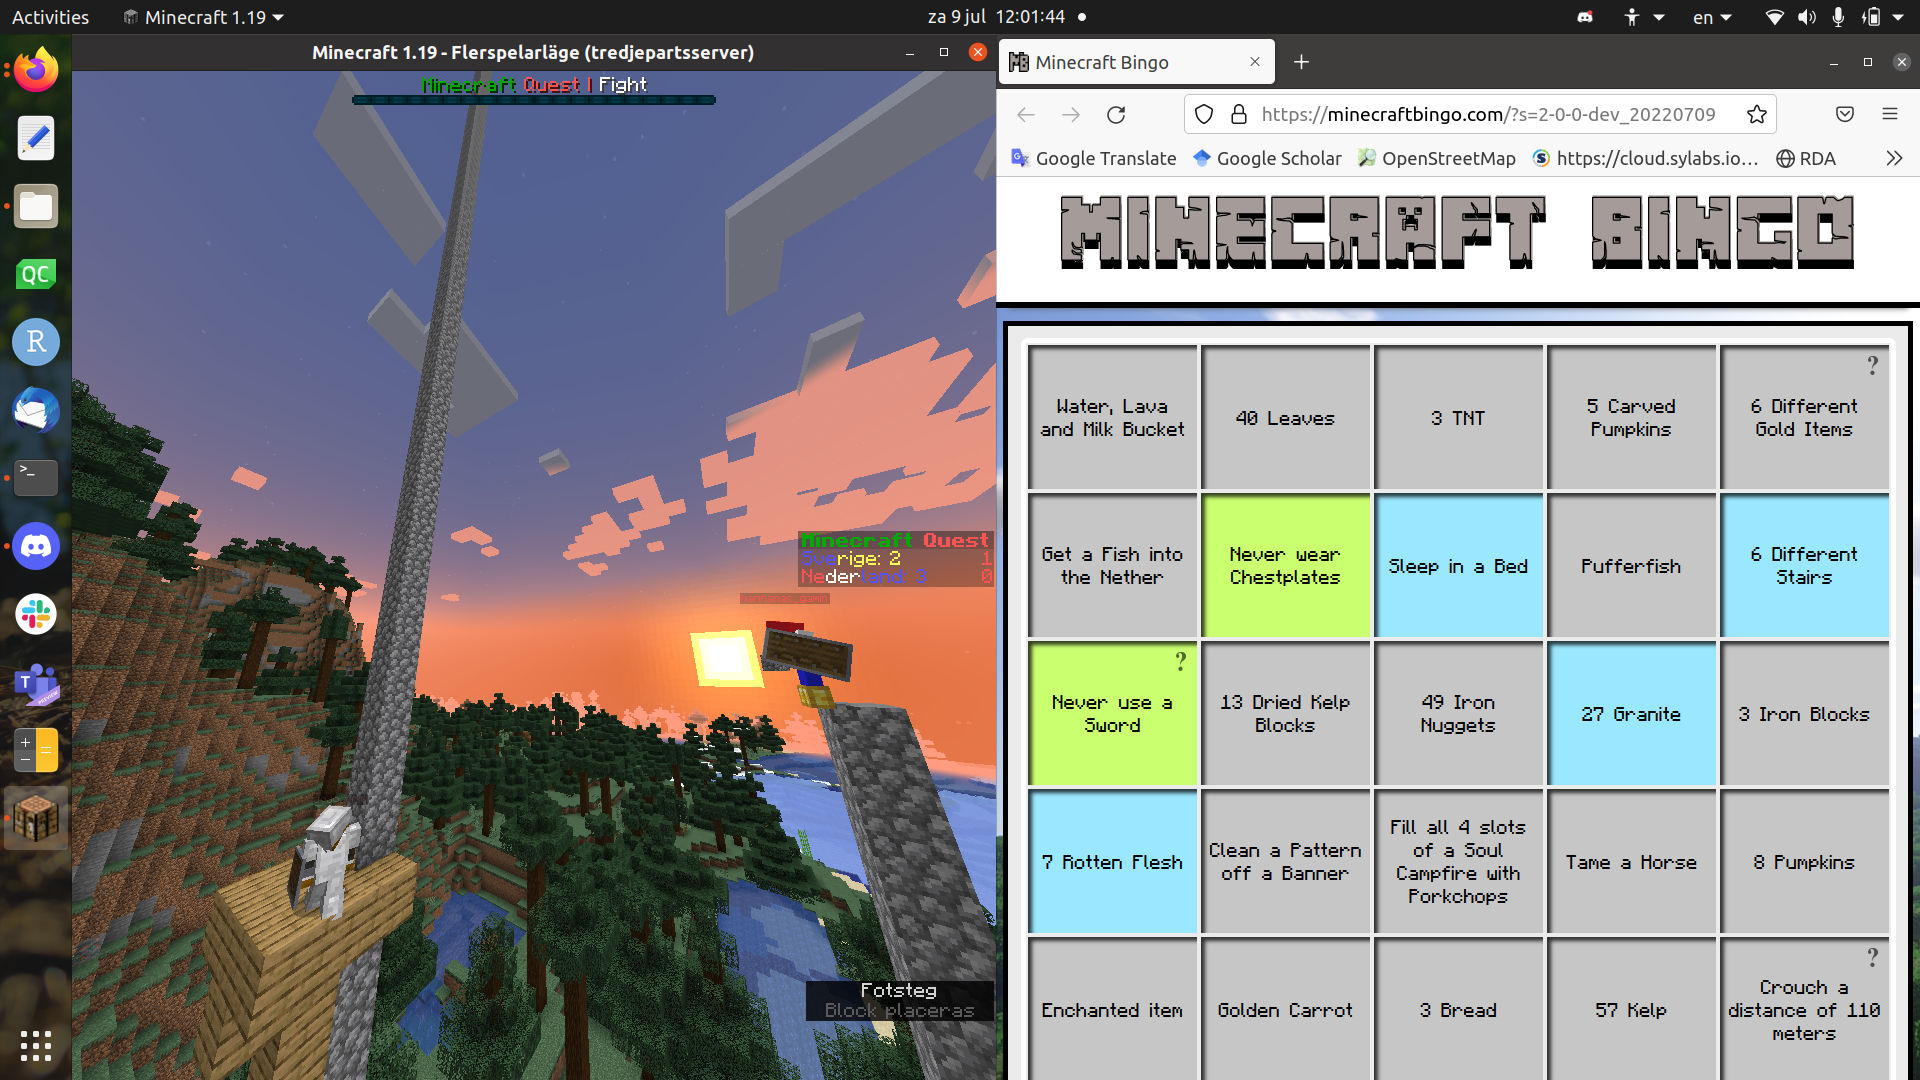 Activities
Minecraft 1.19
za 9 jul 12:01:44
en
Minecraft 1.19 - Flerspelarläge (tredjepartsserver)
Minecraft Quest | Fight
Minecraft Quest
Sverige: 2 1
Nederland: 3 0
Fotsteg
Block placeras
QC
R
>_
T
Minecraft Bingo
https://minecraftbingo.com/?s=2-0-0-dev_20220709
Google Translate
Google Scholar
OpenStreetMap
https://cloud.sylabs.io...
RDA
MINECRAFT BINGO
Water, Lava
and Milk Bucket
40 Leaves
3 TNT
5 Carved
Pumpkins
?
6 Different
Gold Items
Get a Fish into
the Nether
Never wear
Chestplates
Sleep in a Bed
Pufferfish
6 Different
Stairs
?
Never use a
Sword
13 Dried Kelp
Blocks
49 Iron
Nuggets
27 Granite
3 Iron Blocks
7 Rotten Flesh
Clean a Pattern
off a Banner
Fill all 4 slots
of a Soul
Campfire with
Porkchops
Tame a Horse
8 Pumpkins
Enchanted item
Golden Carrot
3 Bread
57 Kelp
?
Crouch a
distance of 110
meters